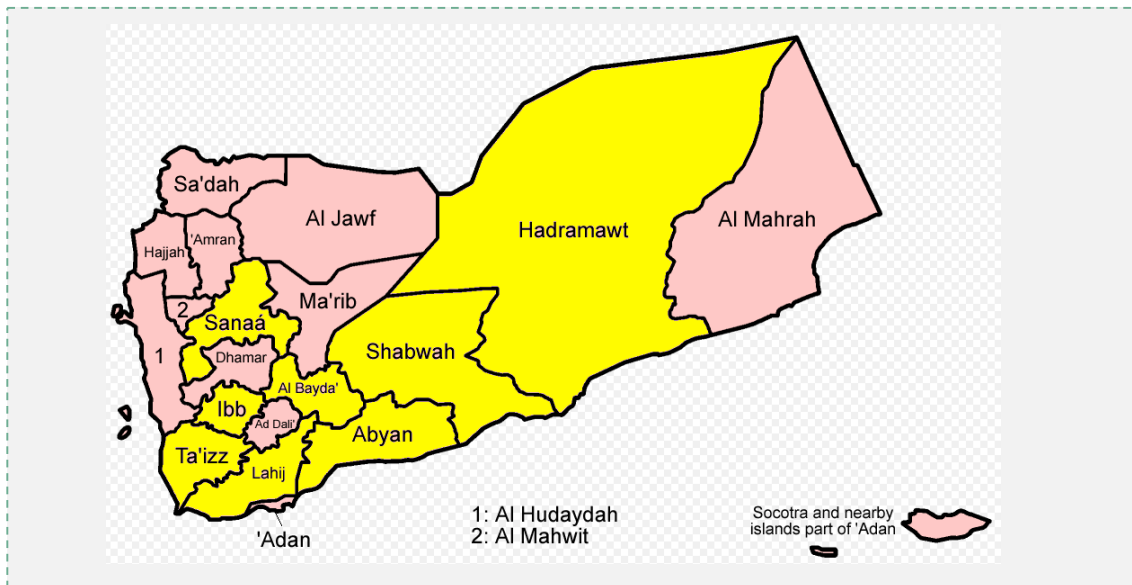 Sa'dah
Al Jawf
Hadramawt
Al Mahrah
'Amran
Hajjah
Ma'rib
2
Sanaá
1
Dhamar
Shabwah
Al Bayda'
Ibb
Ad Dali'
Abyan
Ta'izz
Lahij
'Adan
1: Al Hudaydah
2: Al Mahwit
Socotra and nearby
islands part of 'Adan